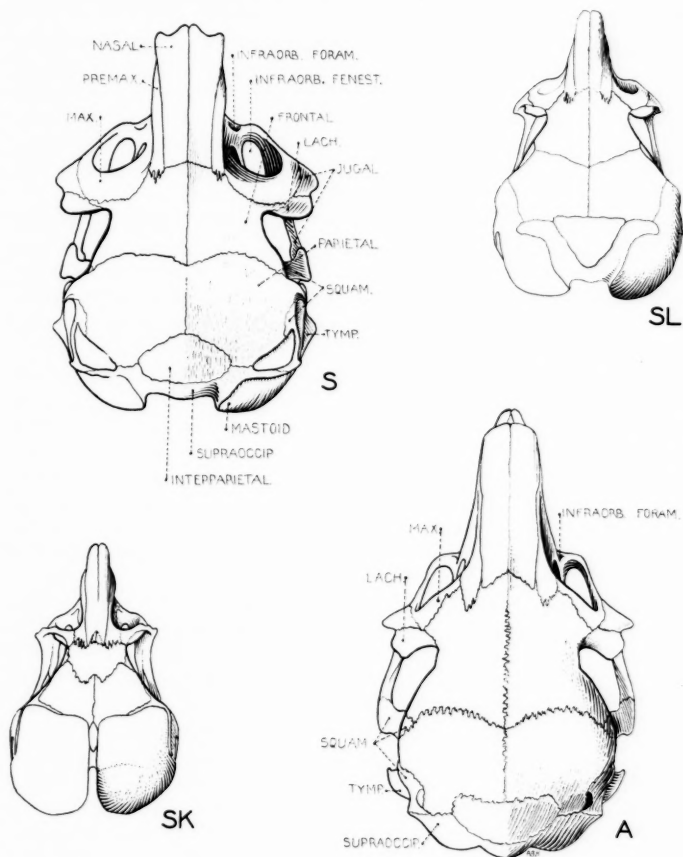 NASAL
INFRAORB. FORAM.
PREMAX.
INFRAORB. FENEST.
MAX.
FRONTAL
LACH.
JUGAL
PARIETAL
SQUAM.
TYMP.
S
MASTOID
SUPRAOCCIP.
INTERPARIETAL
SL
INFRAORB. FORAM.
MAX.
LACH.
SQUAM.
TYMP.
SUPRAOCCIP.
A
SK